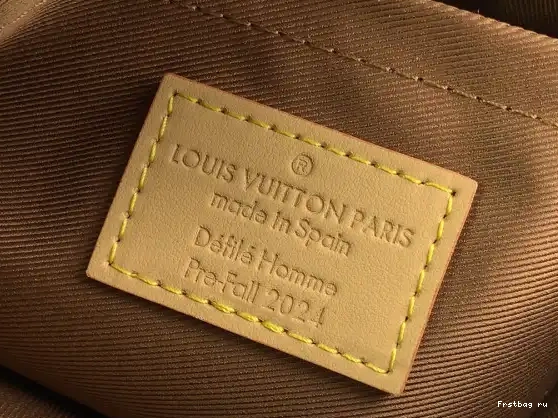 ®
LOUIS VUITTON PARIS
made in Spain
Défilé Homme
Pre-Fall 2024
Frstbag ru